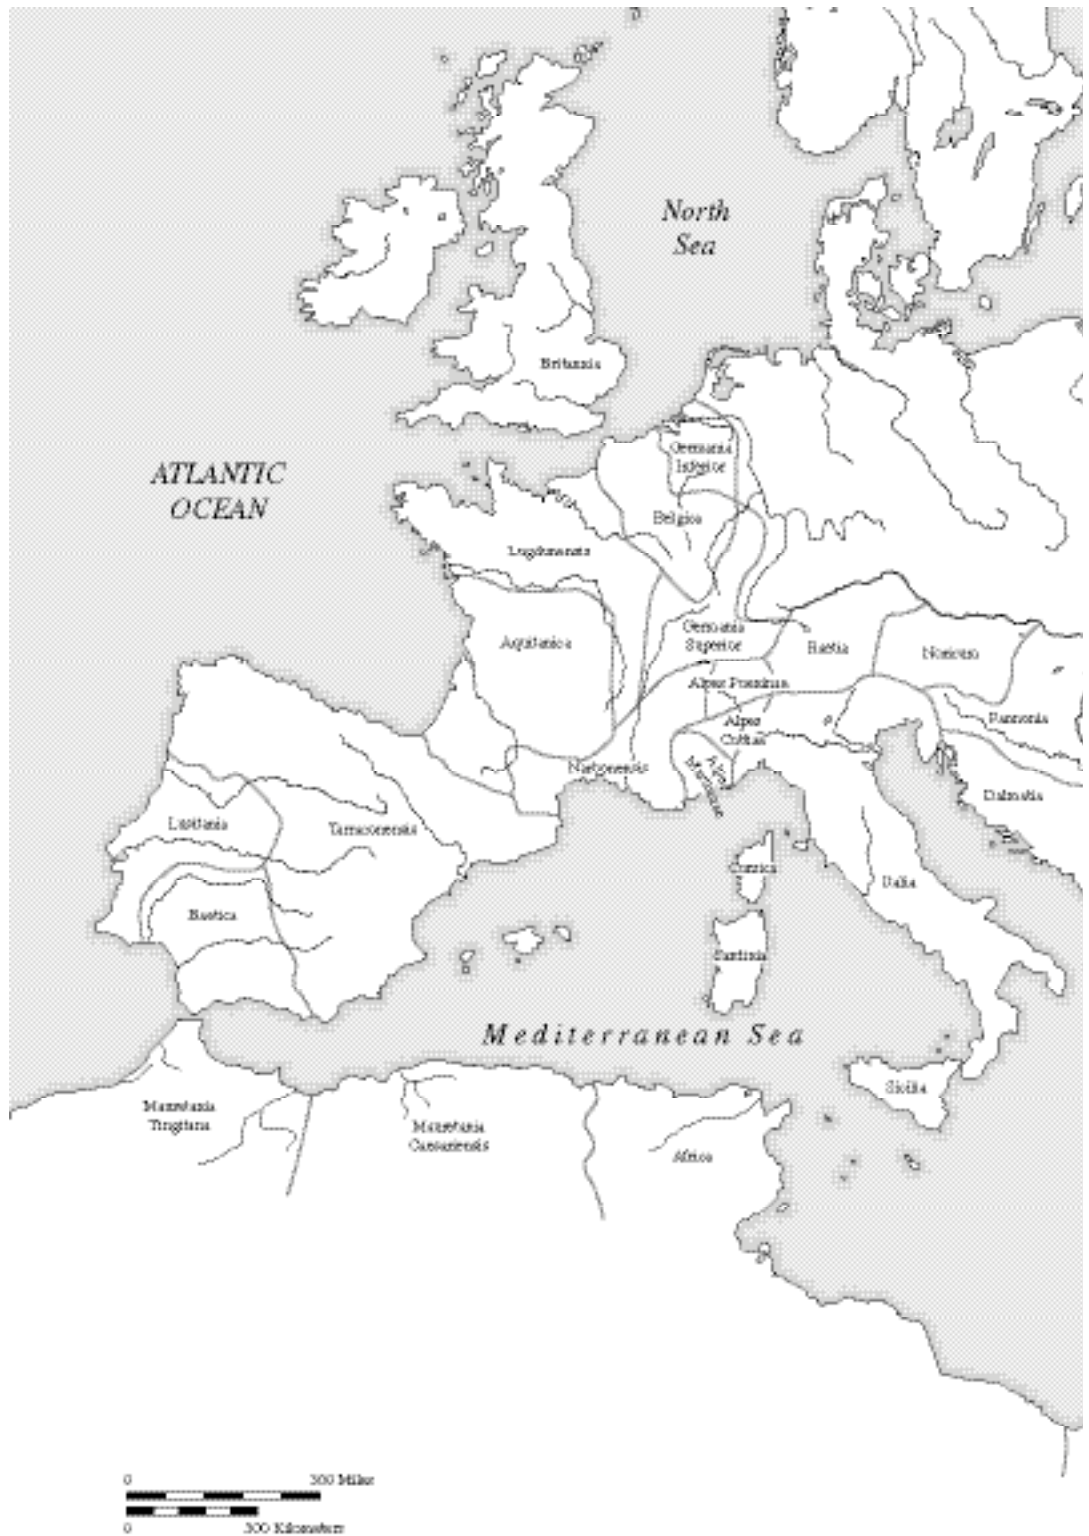 North
Sea
Britannia
ATLANTIC
OCEAN
Germania
Inferior
Belgica
Lugdunensis
Aquitanica
Germania
Superior
Raetia
Noricum
Alpes Poeninae
Alpes
Cottiae
Pannonia
Narbonensis
Alpes
Maritimae
Dalmatia
Lusitania
Tarraconensis
Corsica
Italia
Baetica
Sardinia
Mediterranean Sea
Sicilia
Mauretania
Tingitana
Mauretania
Caesariensis
Africa
0 300 Miles
0 300 Kilometers